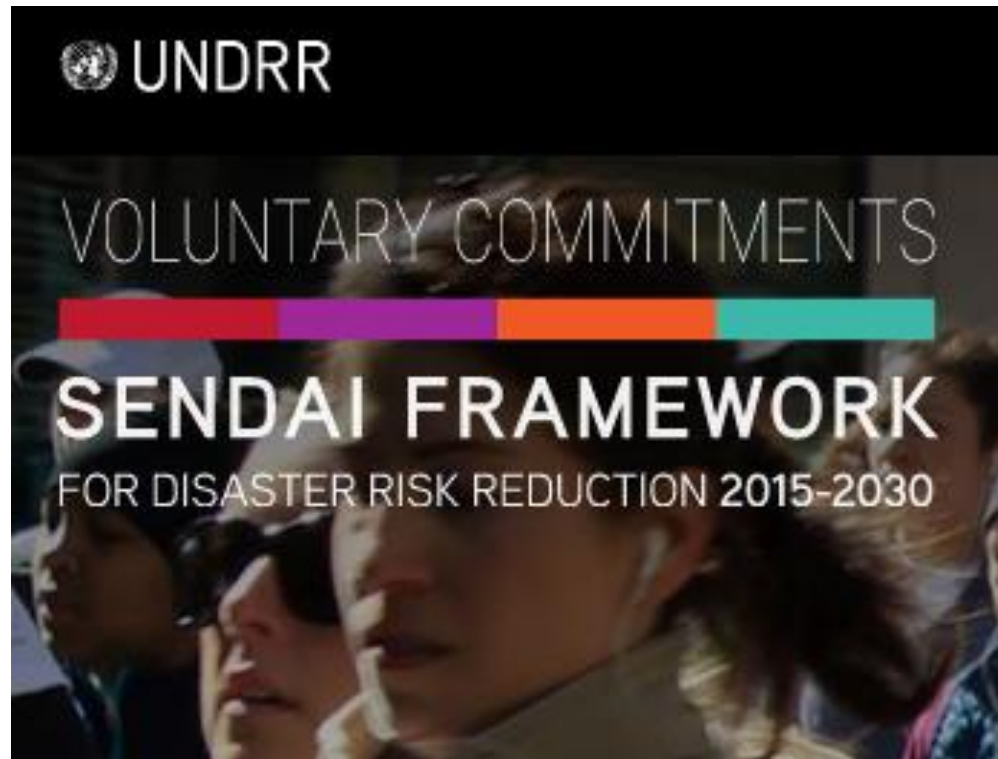 UNDRR
VOLUNTARY COMMITMENTS
SENDAI FRAMEWORK
FOR DISASTER RISK REDUCTION 2015-2030